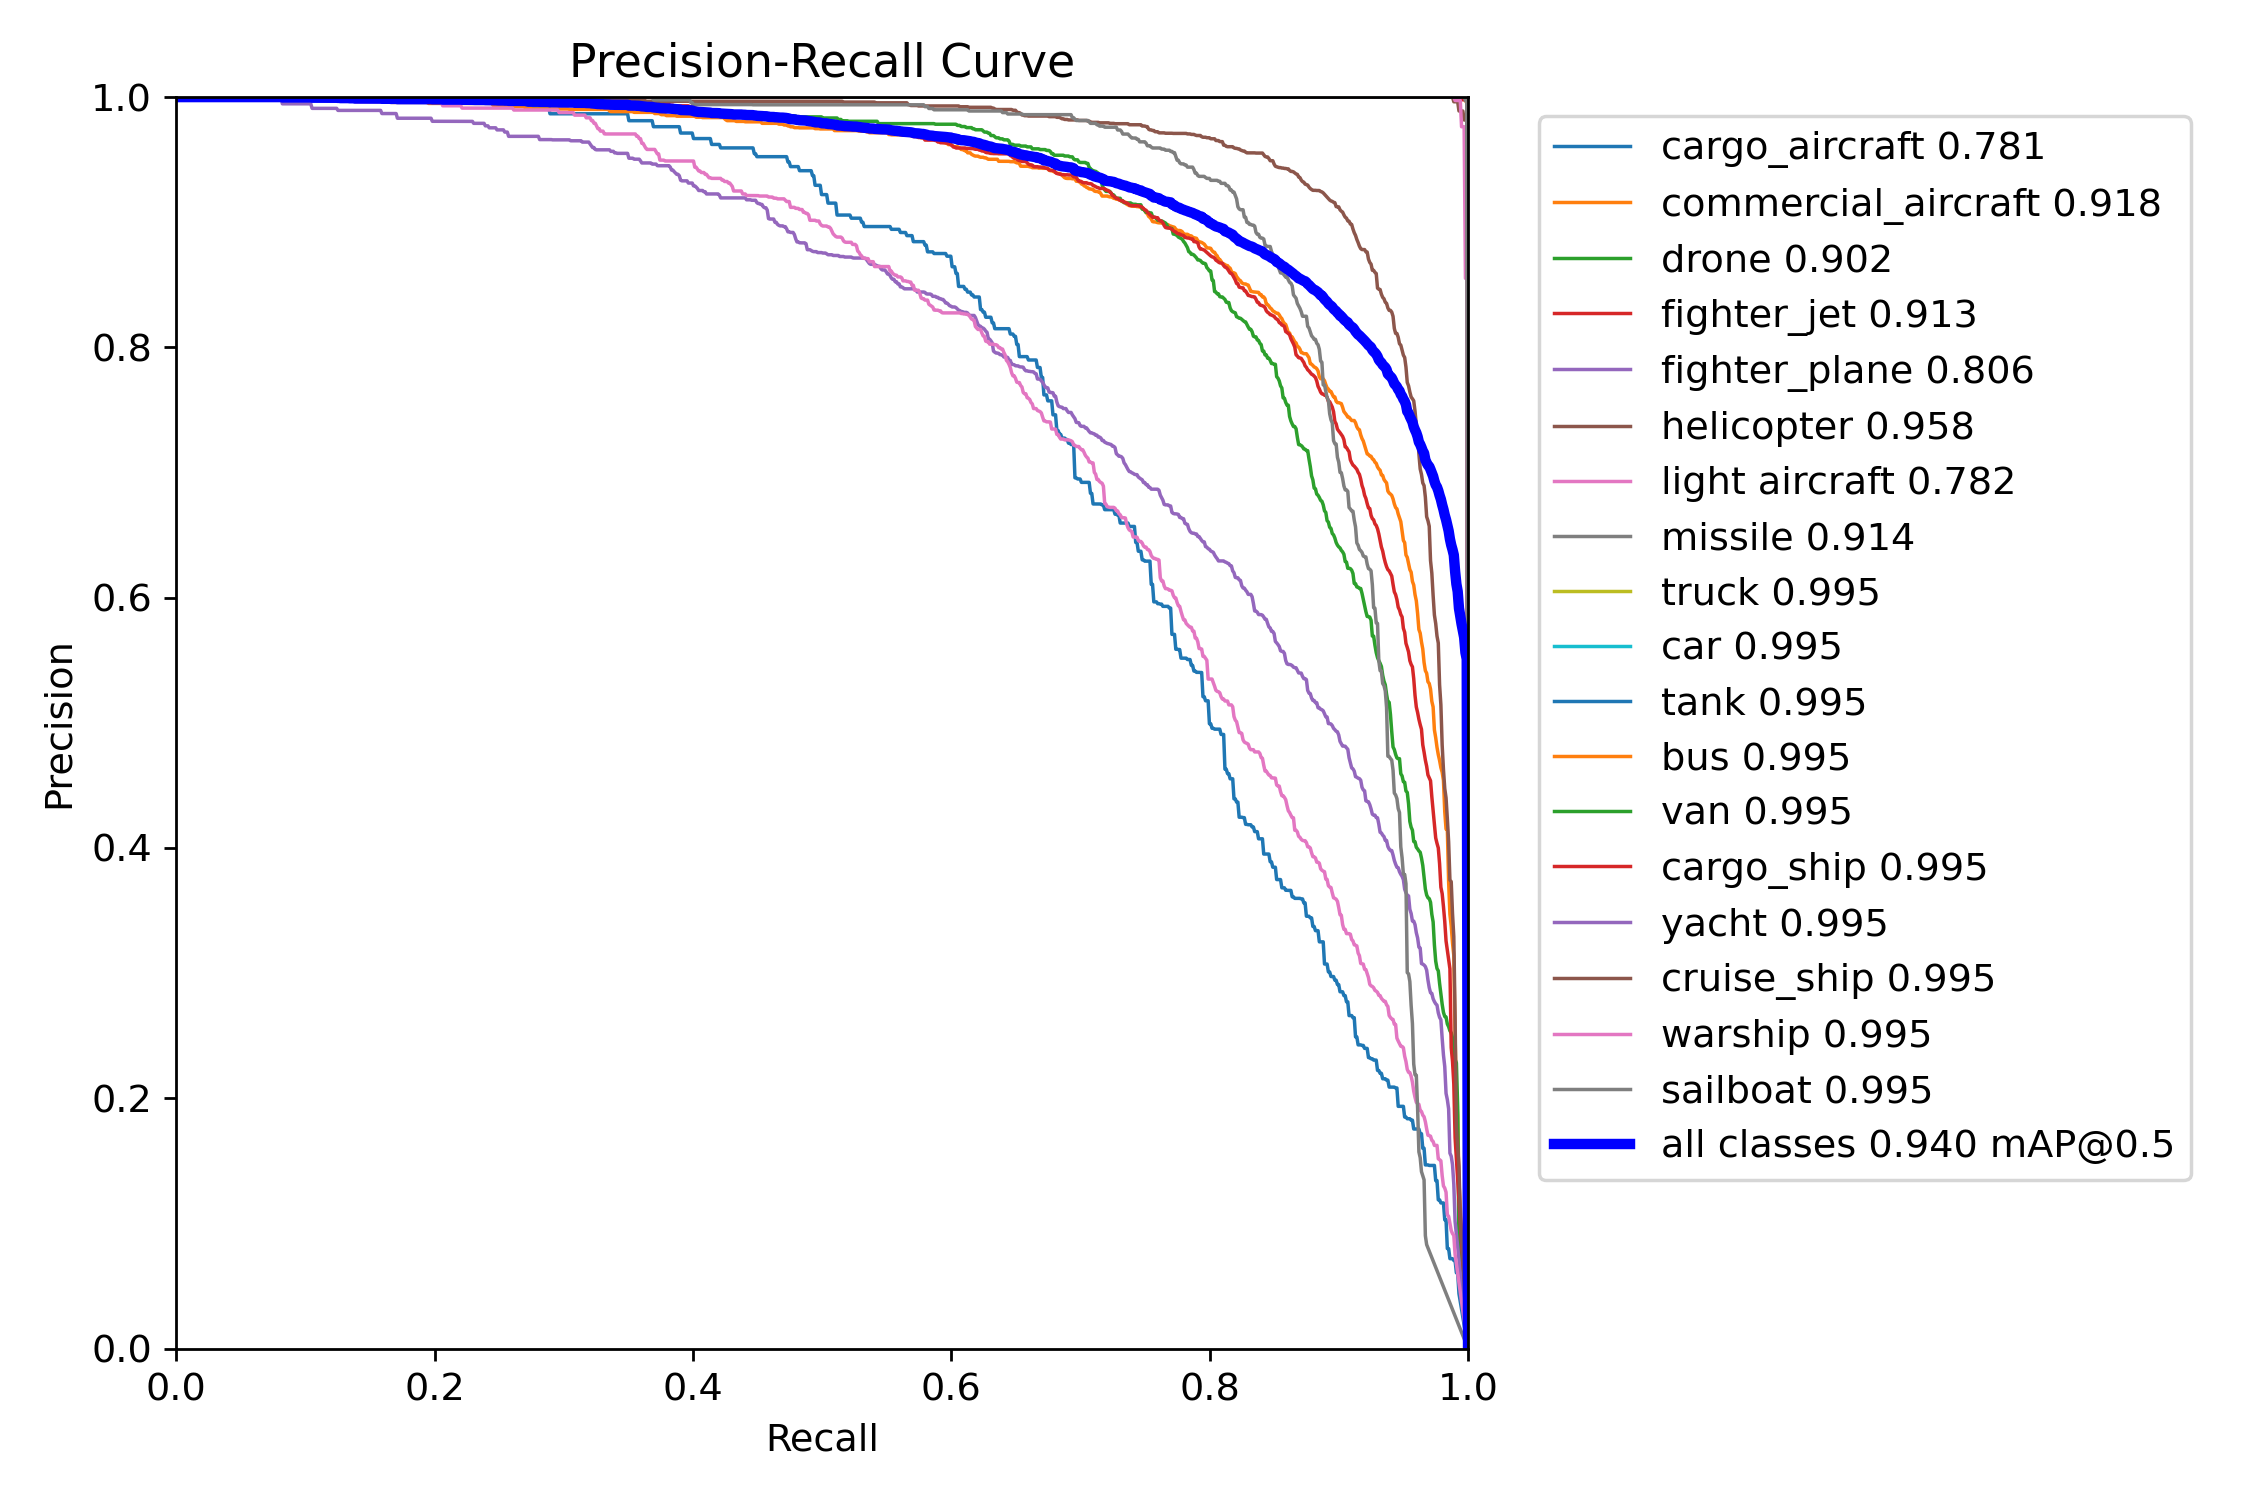 Precision-Recall Curve
1.0
0.8
0.6
0.4
0.2
0.0
Precision
0.0 0.2 0.4 0.6 0.8 1.0
Recall
cargo_aircraft 0.781
commercial_aircraft 0.918
drone 0.902
fighter_jet 0.913
fighter_plane 0.806
helicopter 0.958
light aircraft 0.782
missile 0.914
truck 0.995
car 0.995
tank 0.995
bus 0.995
van 0.995
cargo_ship 0.995
yacht 0.995
cruise_ship 0.995
warship 0.995
sailboat 0.995
all classes 0.940 mAP@0.5